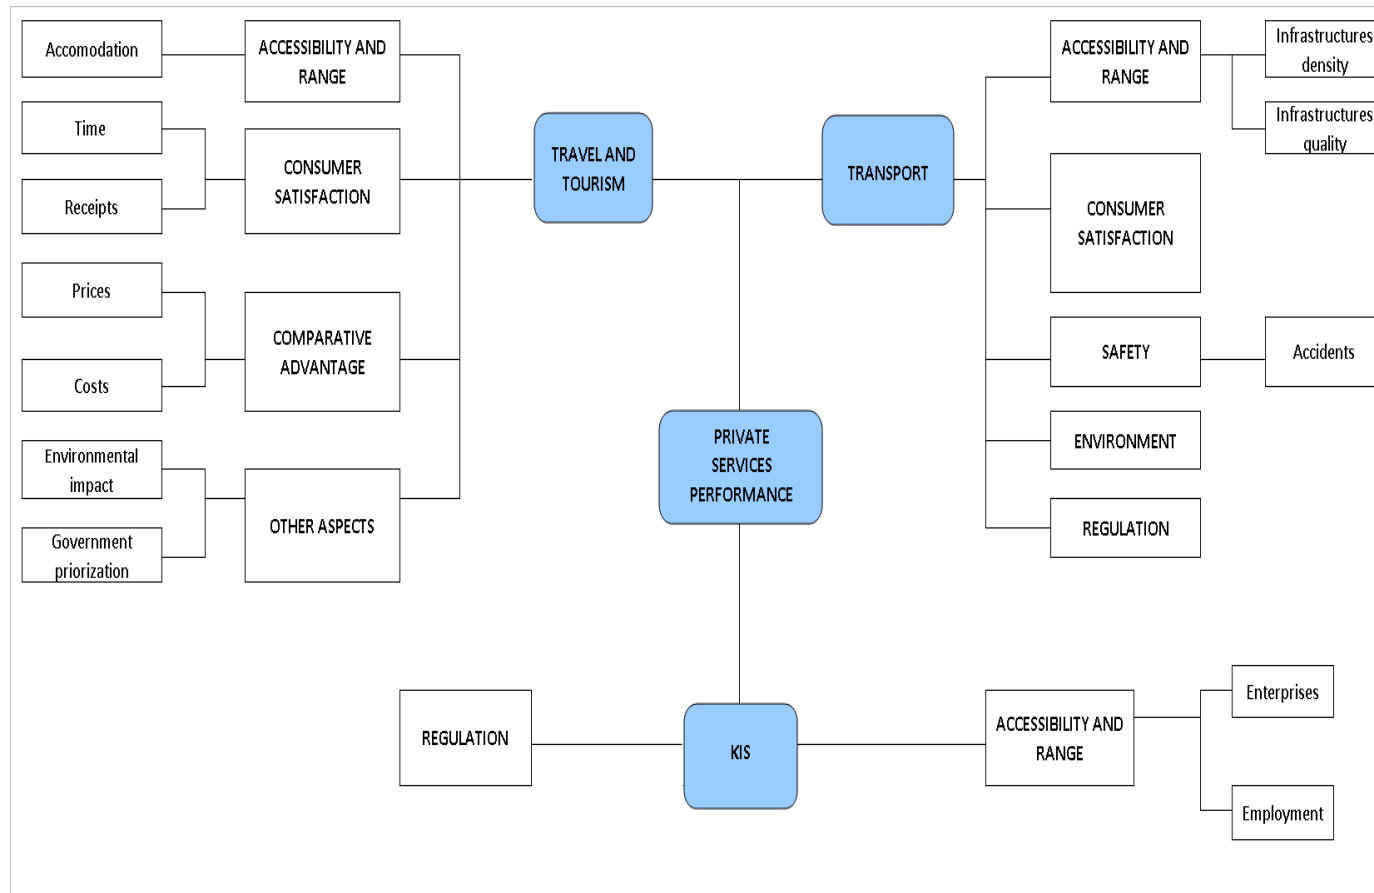 Accomodation
ACCESSIBILITY AND
RANGE
Time
Receipts
CONSUMER
SATISFACTION
Prices
Costs
COMPARATIVE
ADVANTAGE
Environmental
impact
Government
priorization
OTHER ASPECTS
TRAVEL AND
TOURISM
TRANSPORT
ACCESSIBILITY AND
RANGE
Infrastructures
density
Infrastructures
quality
CONSUMER
SATISFACTION
SAFETY
Accidents
ENVIRONMENT
REGULATION
PRIVATE
SERVICES
PERFORMANCE
REGULATION
KIS
ACCESSIBILITY AND
RANGE
Enterprises
Employment